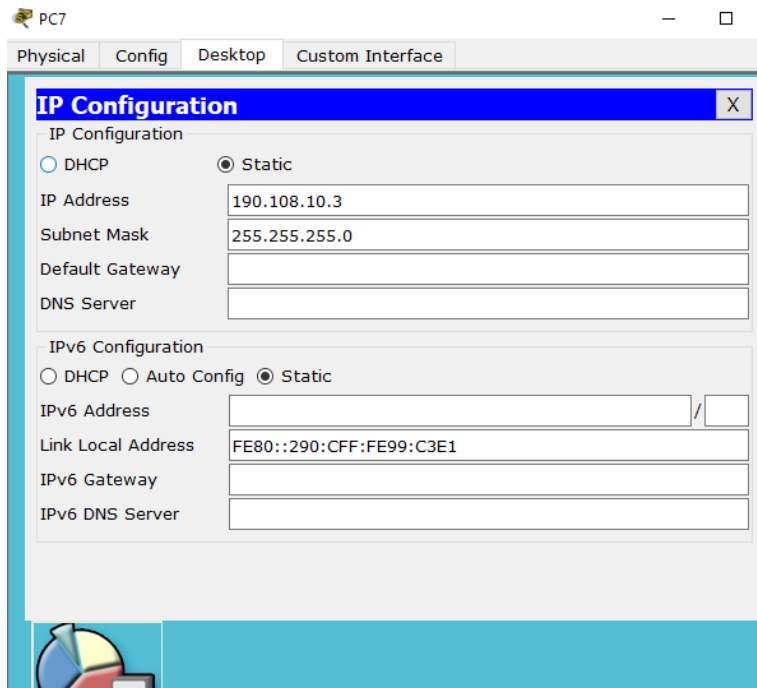 PC7
Physical Config Desktop Custom Interface
IP Configuration X
IP Configuration
DHCP Static
IP Address 190.108.10.3
Subnet Mask 255.255.255.0
Default Gateway
DNS Server
IPv6 Configuration
DHCP Auto Config Static
IPv6 Address /
Link Local Address FE80::290:CFF:FE99:C3E1
IPv6 Gateway
IPv6 DNS Server